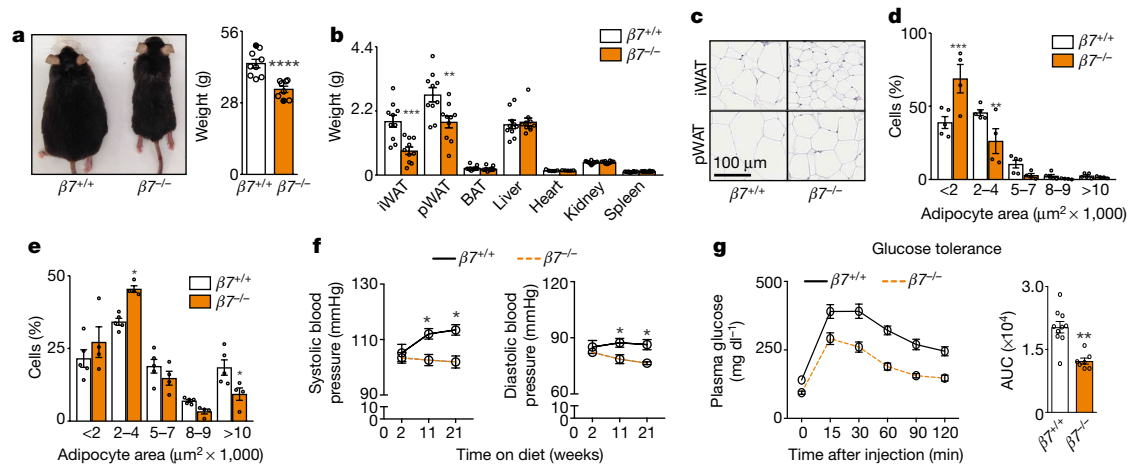 a
β7+/+
β7−/−
Weight (g)
56
28
0
****
β7+/+ β7−/−
b
Weight (g)
4.4
2.2
0
β7+/+
β7−/−
***
**
iWAT
pWAT
BAT
Liver
Heart
Kidney
Spleen
c
iWAT
pWAT
100 μm
β7+/+
β7−/−
d
Cells (%)
100
50
0
β7+/+
β7−/−
***
**
<2 2–4 5–7 8–9 >10
Adipocyte area (μm² × 1,000)
e
Cells (%)
50
25
0
β7+/+
β7−/−
*
*
<2 2–4 5–7 8–9 >10
Adipocyte area (μm² × 1,000)
f
β7+/+
β7−/−
Systolic blood
pressure (mmHg)
130
100
10
0
* *
0 2 11 21
Diastolic blood
pressure (mmHg)
120
90
60
10
0
* *
0 2 11 21
Time on diet (weeks)
g
Glucose tolerance
β7+/+
β7−/−
Plasma glucose
(mg dl−1)
500
250
0
0 15 30 60 90 120
Time after injection (min)
AUC (×10⁴)
3.0
1.5
0
**
β7+/+
β7−/−